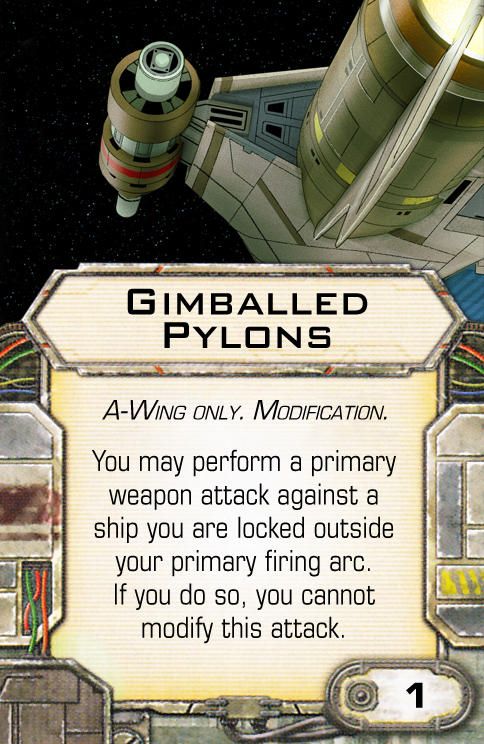 Gimballed
Pylons
A-Wing only. Modification.
You may perform a primary
weapon attack against a
ship you are locked outside
your primary firing arc.
If you do so, you cannot
modify this attack.
1